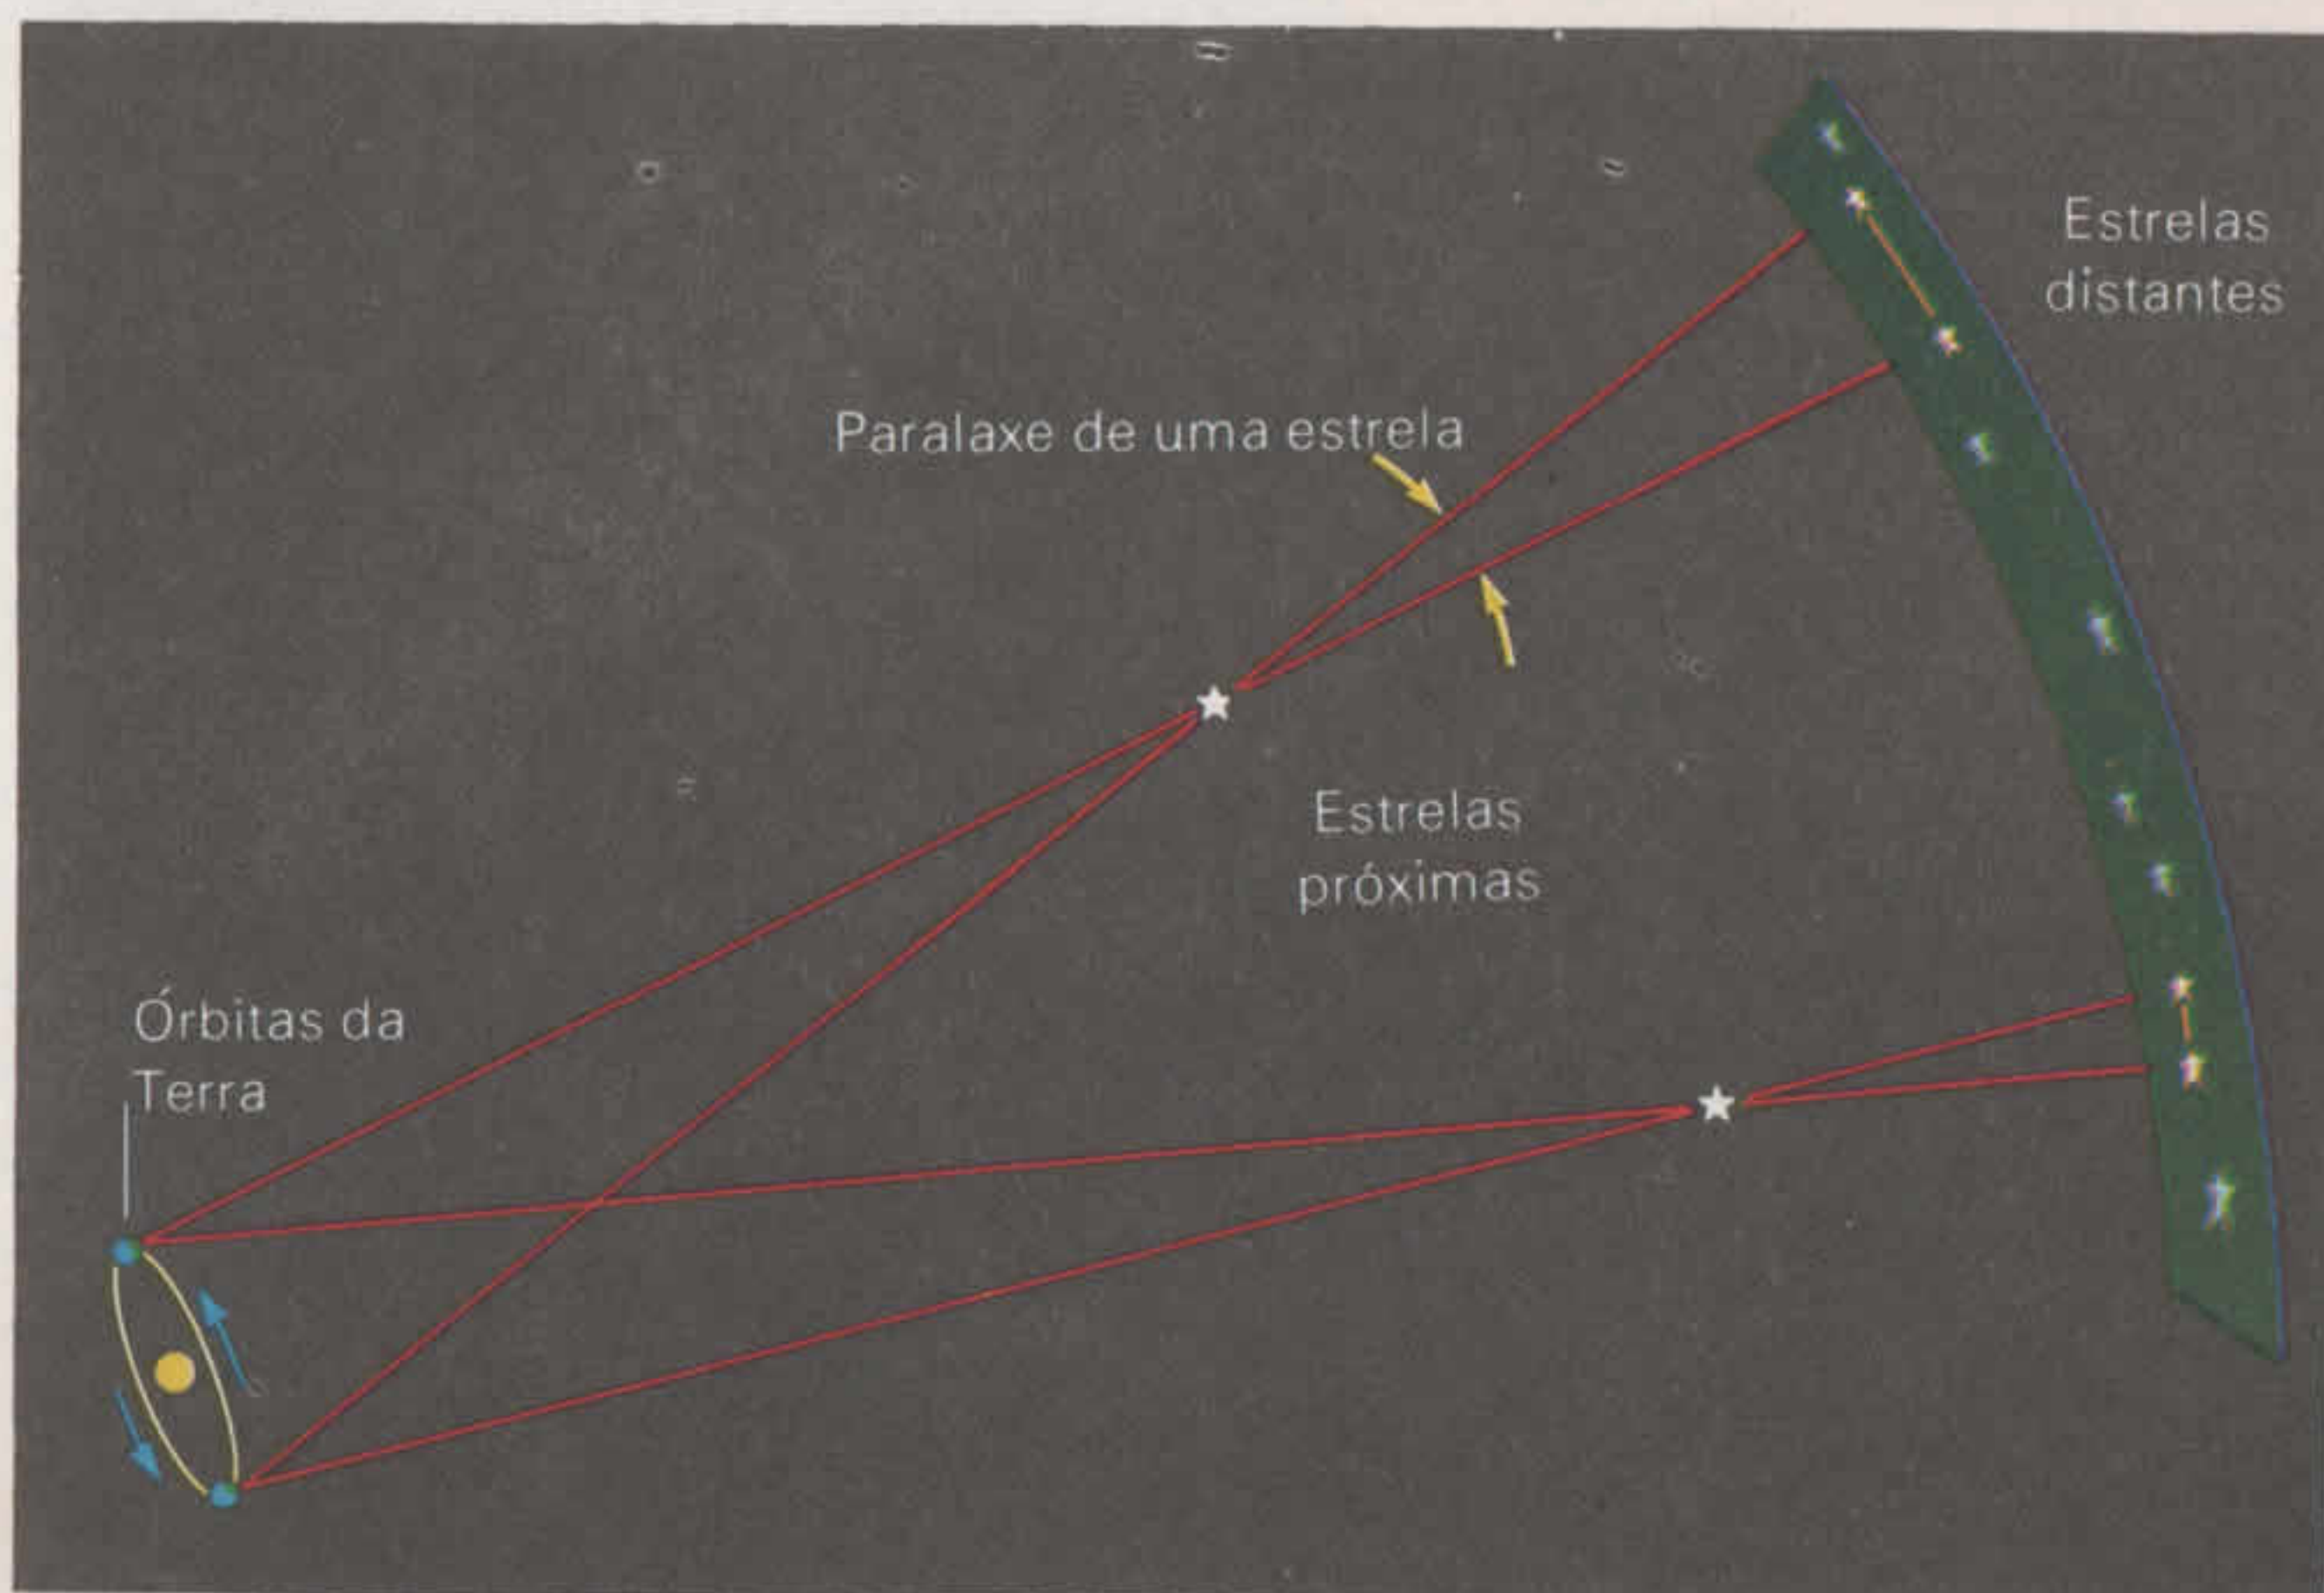 Estrelas
distantes
Paralaxe de uma estrela
Estrelas
próximas
Órbitas da
Terra